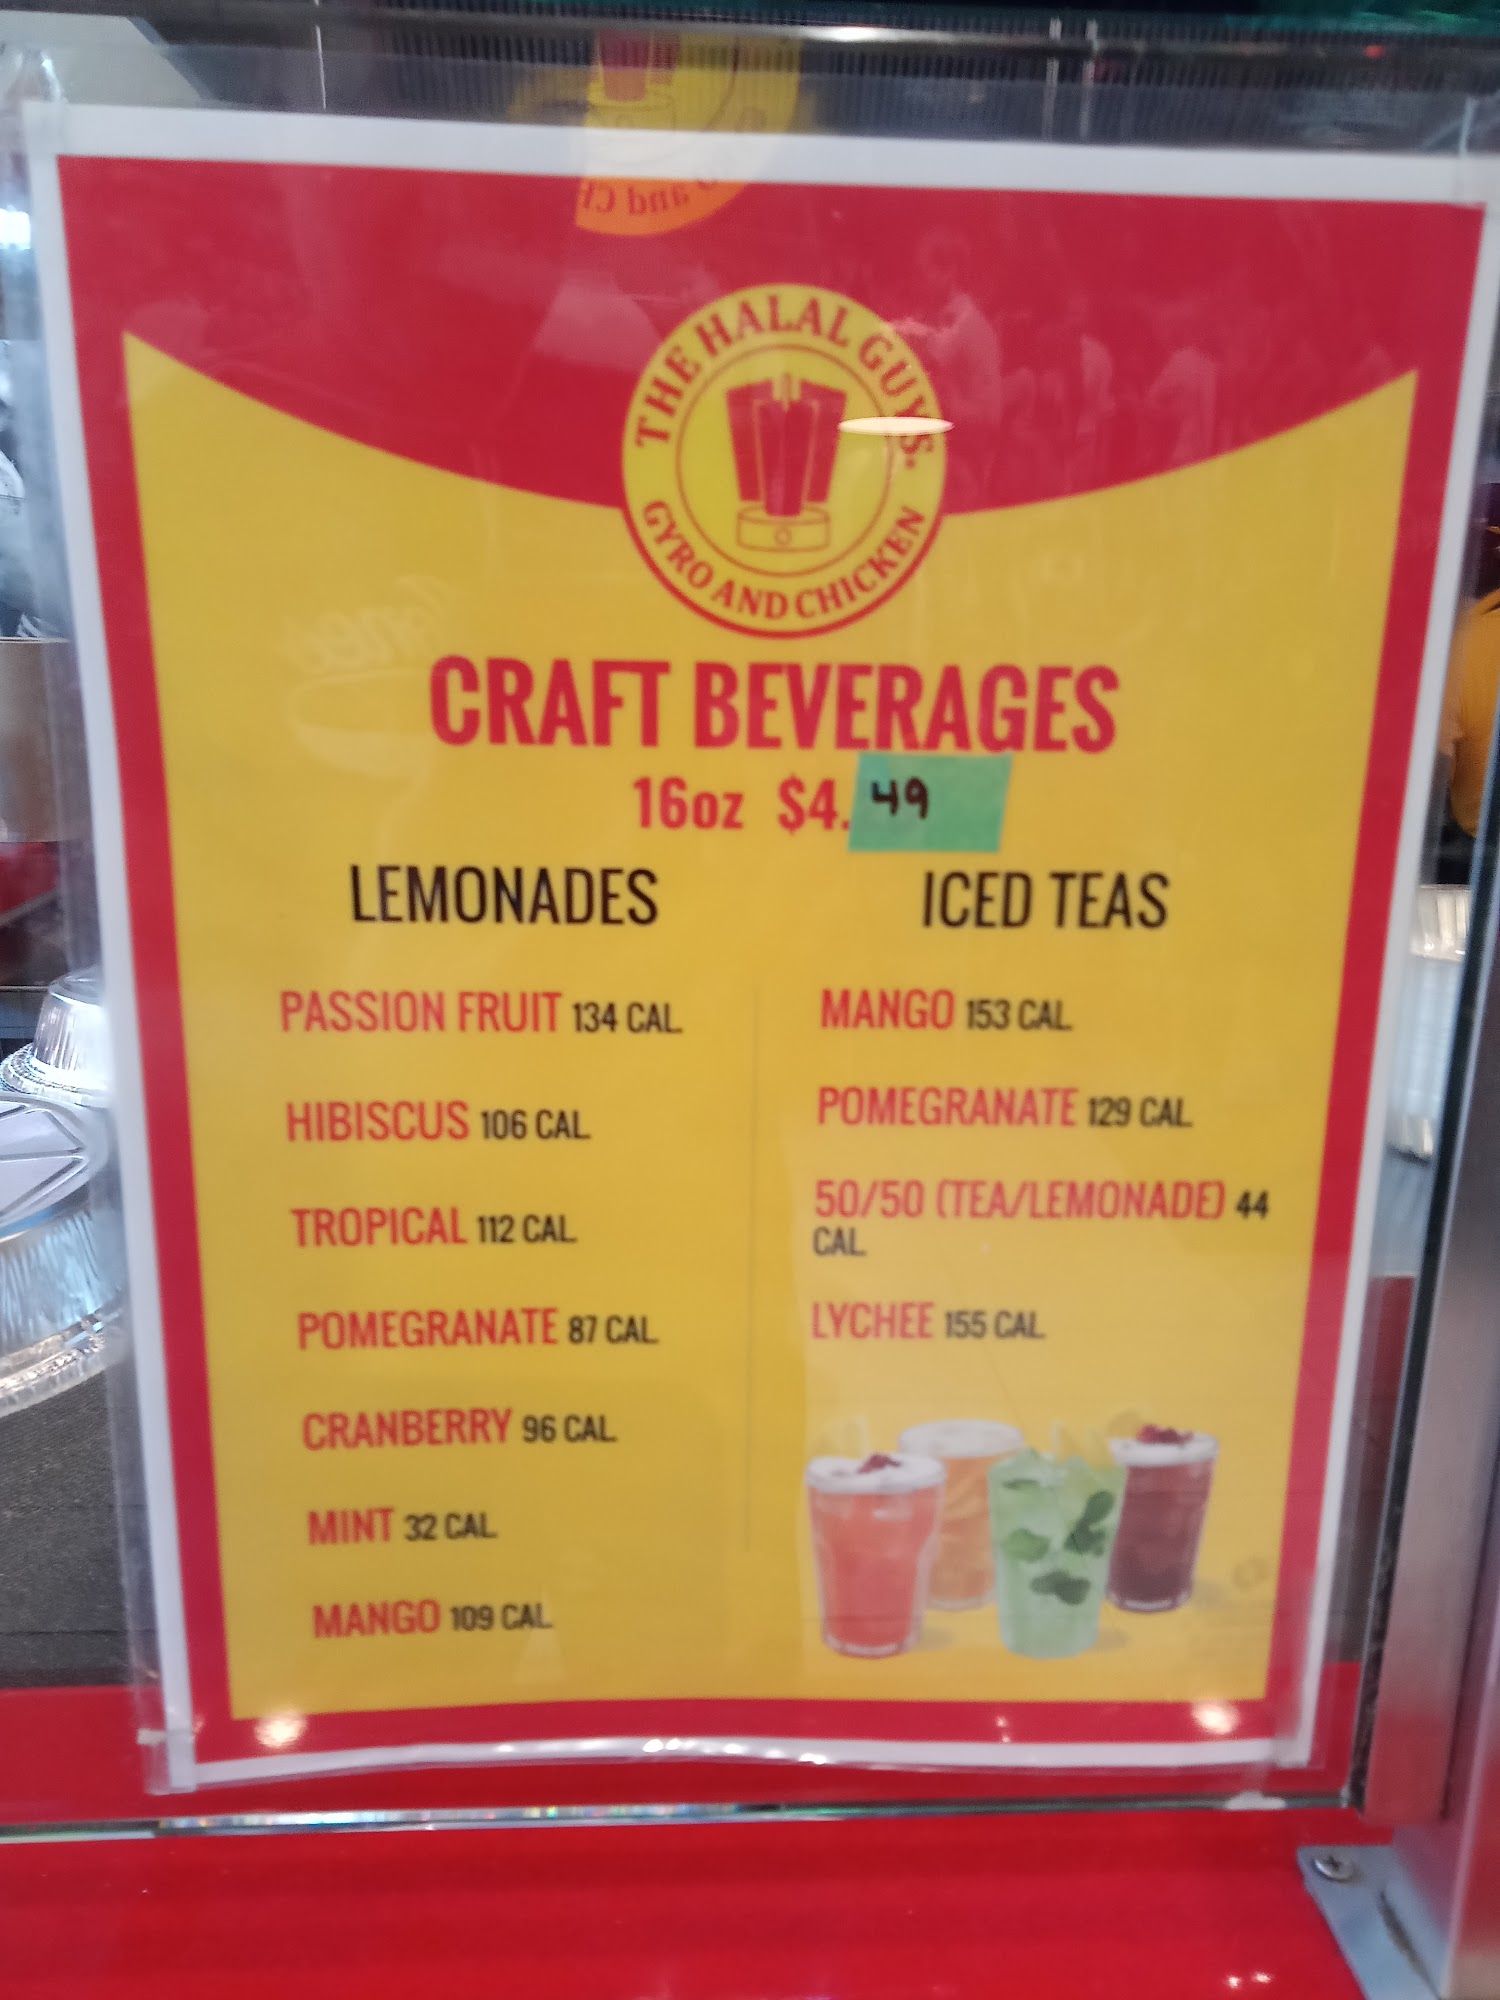 THE HALAL GUYS.
GYRO AND CHICKEN
CRAFT BEVERAGES
16oz $4.49
LEMONADES
PASSION FRUIT 134 CAL
HIBISCUS 106 CAL
TROPICAL 112 CAL
POMEGRANATE 87 CAL
CRANBERRY 96 CAL
MINT 32 CAL
MANGO 109 CAL
ICED TEAS
MANGO 153 CAL
POMEGRANATE 129 CAL
50/50 (TEA/LEMONADE) 44
CAL
LYCHEE 155 CAL